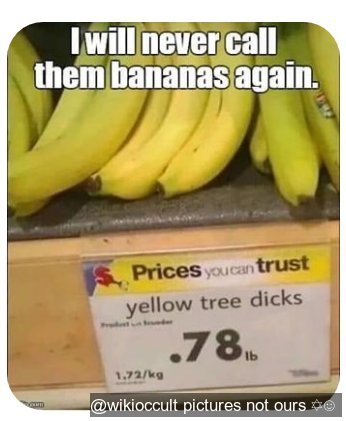 I will never call
them bananas again.
Prices you can trust
yellow tree dicks
.78 lb
1.72/kg
@wikioccult pictures not ours ✡☺